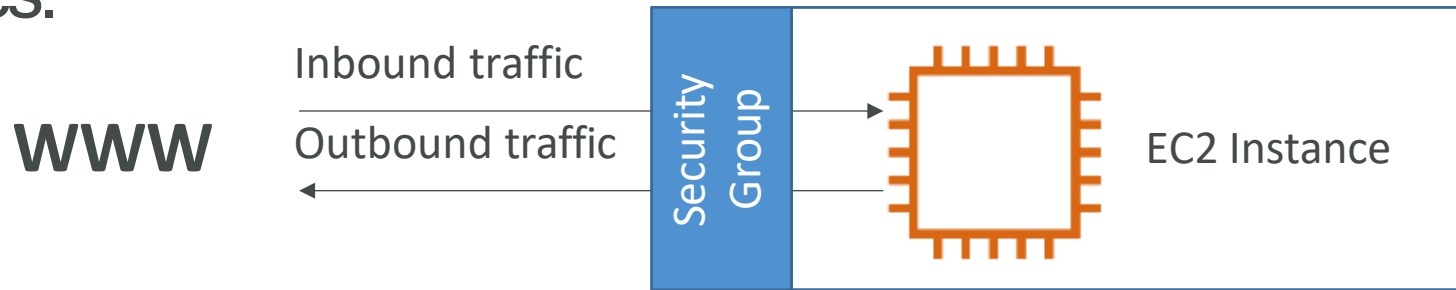 Inbound traffic
WWW
Outbound traffic
Security
Group
EC2 Instance